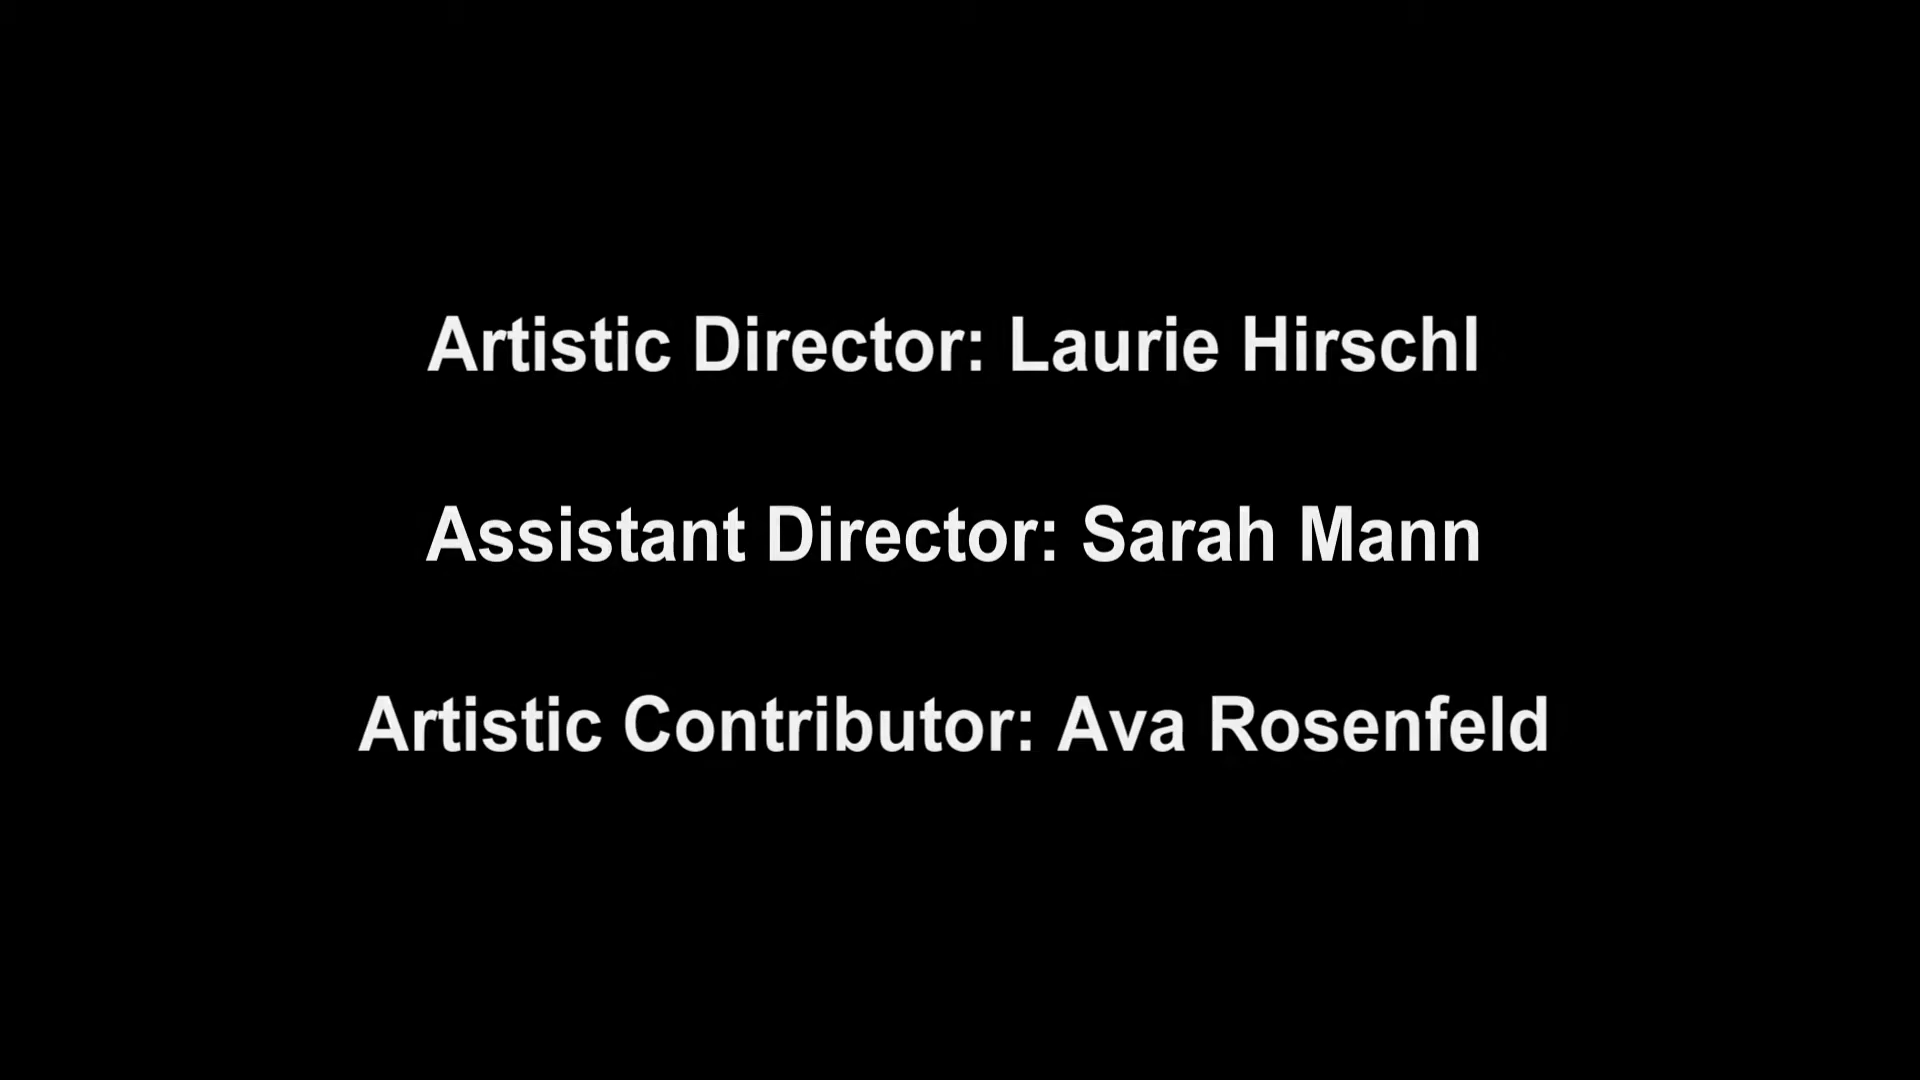 Artistic Director: Laurie Hirschl
Assistant Director: Sarah Mann
Artistic Contributor: Ava Rosenfeld